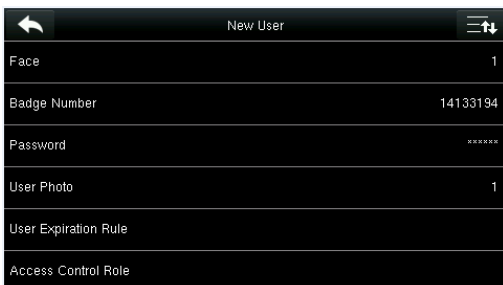 New User
Face 1
Badge Number 14133194
Password ******
User Photo 1
User Expiration Rule
Access Control Role